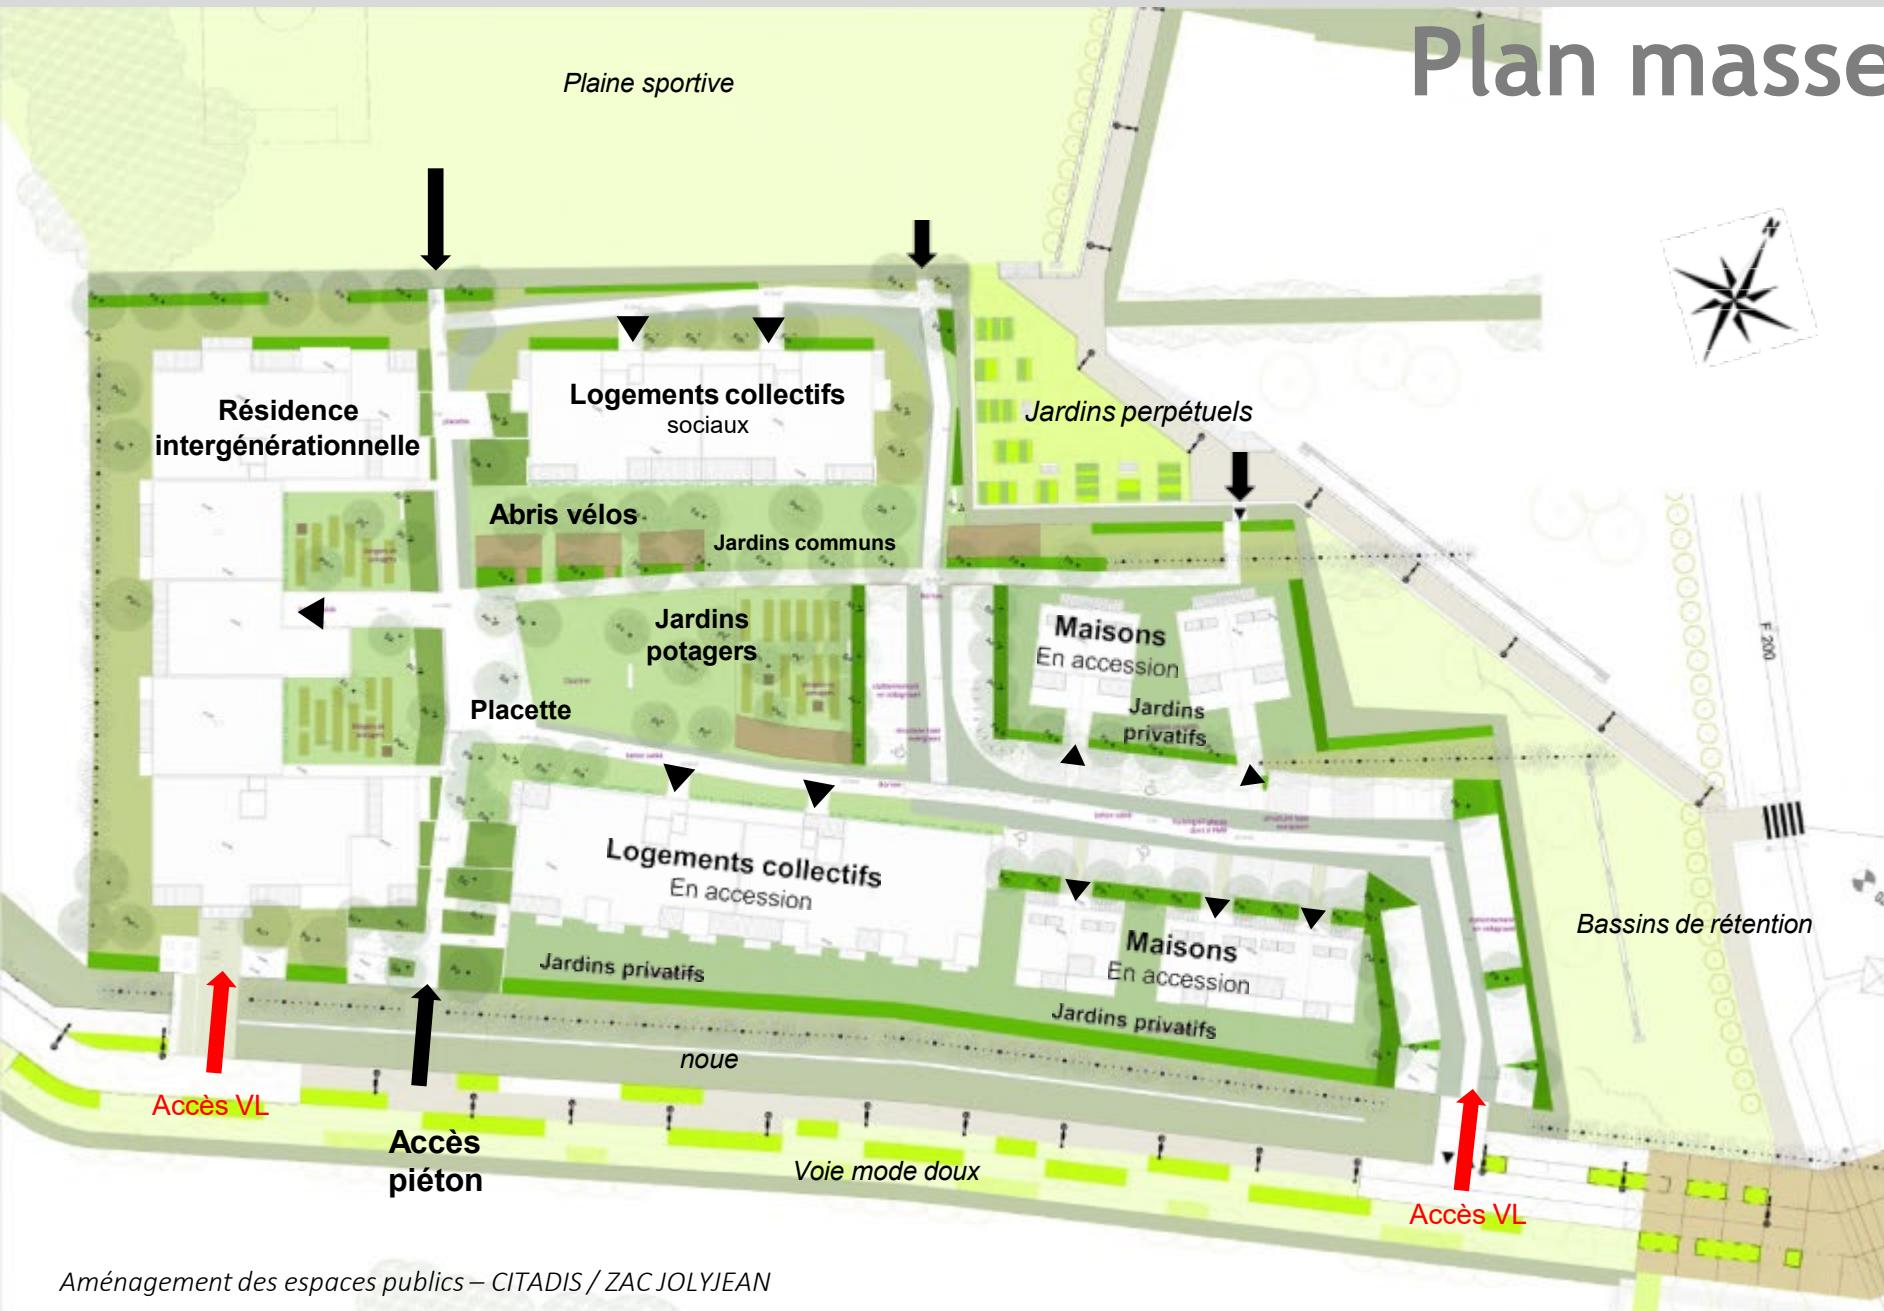 Plan masse
Plaine sportive
N
Résidence
intergénérationnelle
Logements collectifs
sociaux
Jardins perpétuels
placette
Abris vélos
Jardins communs
F 200
Jardins
potagers
Maisons
En accession
Placette
Jardins
privatifs
Logements collectifs
En accession
Maisons
En accession
Bassins de rétention
Jardins privatifs
Jardins privatifs
noue
Accès VL
Accès
piéton
Voie mode doux
Accès VL
Aménagement des espaces publics – CITADIS / ZAC JOLYJEAN